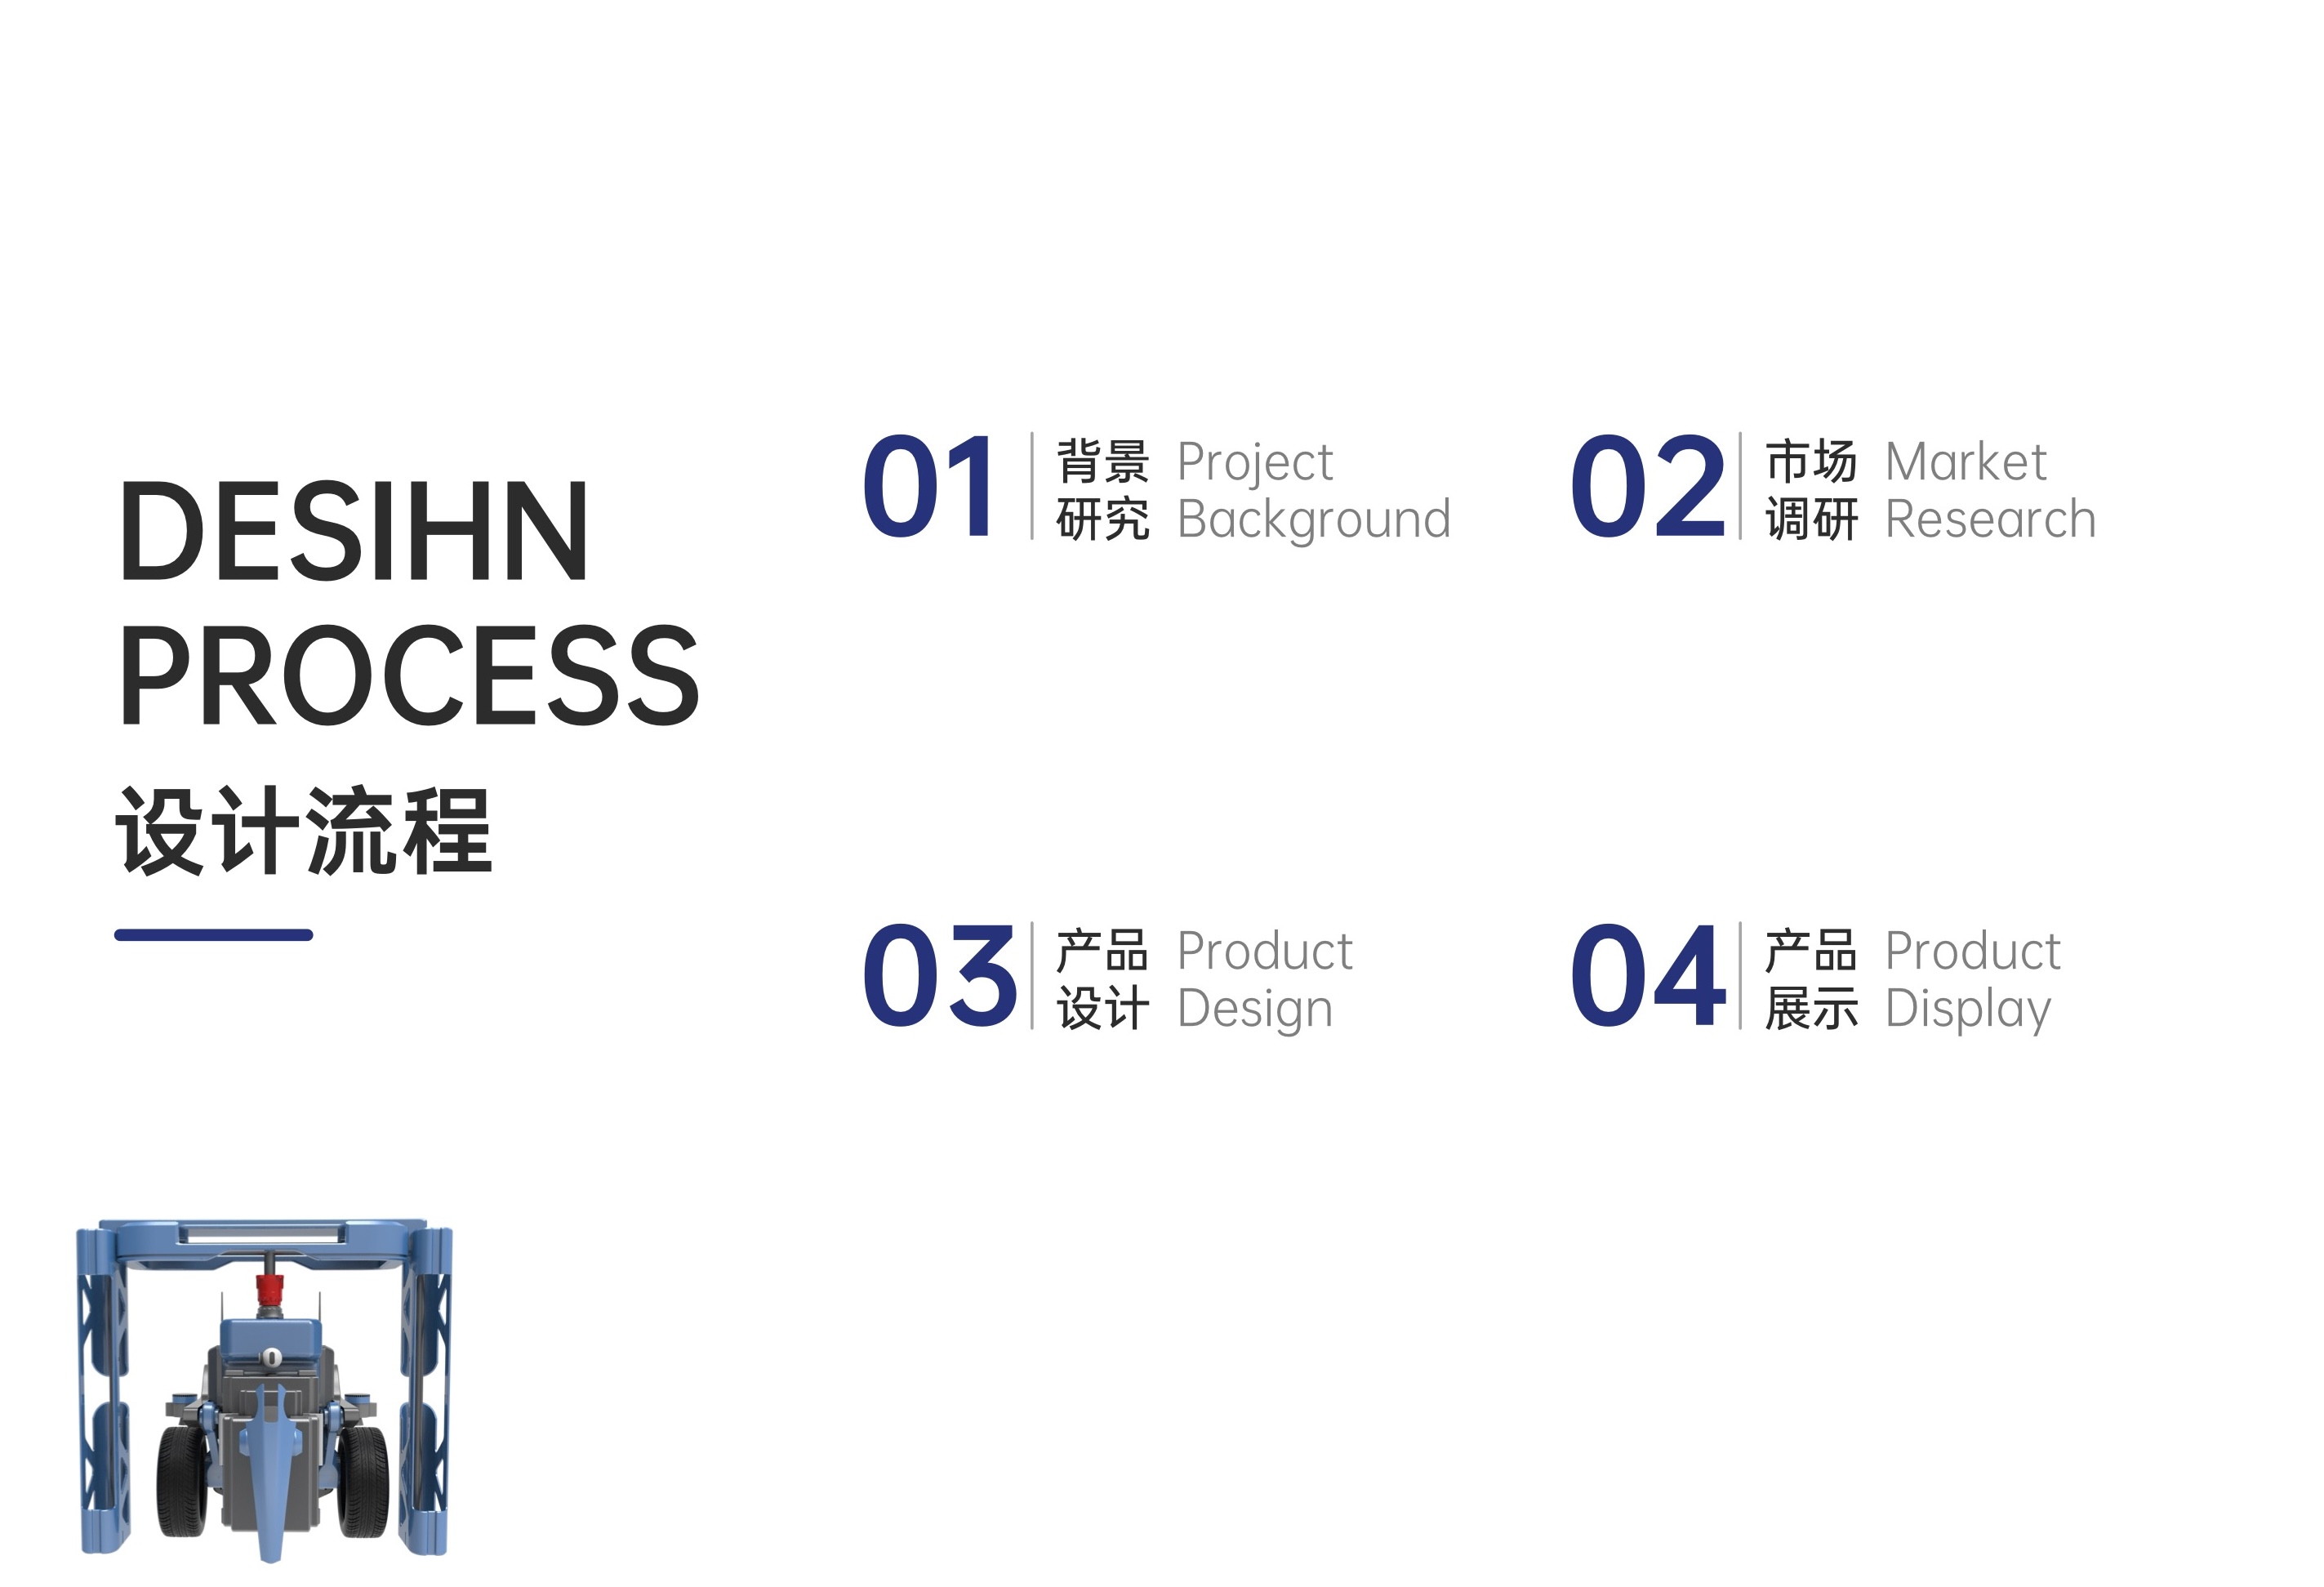 DESIHN
PROCESS
设计流程
01
背景
研究
Project
Background
02
市场
调研
Market
Research
03
产品
设计
Product
Design
04
产品
展示
Product
Display